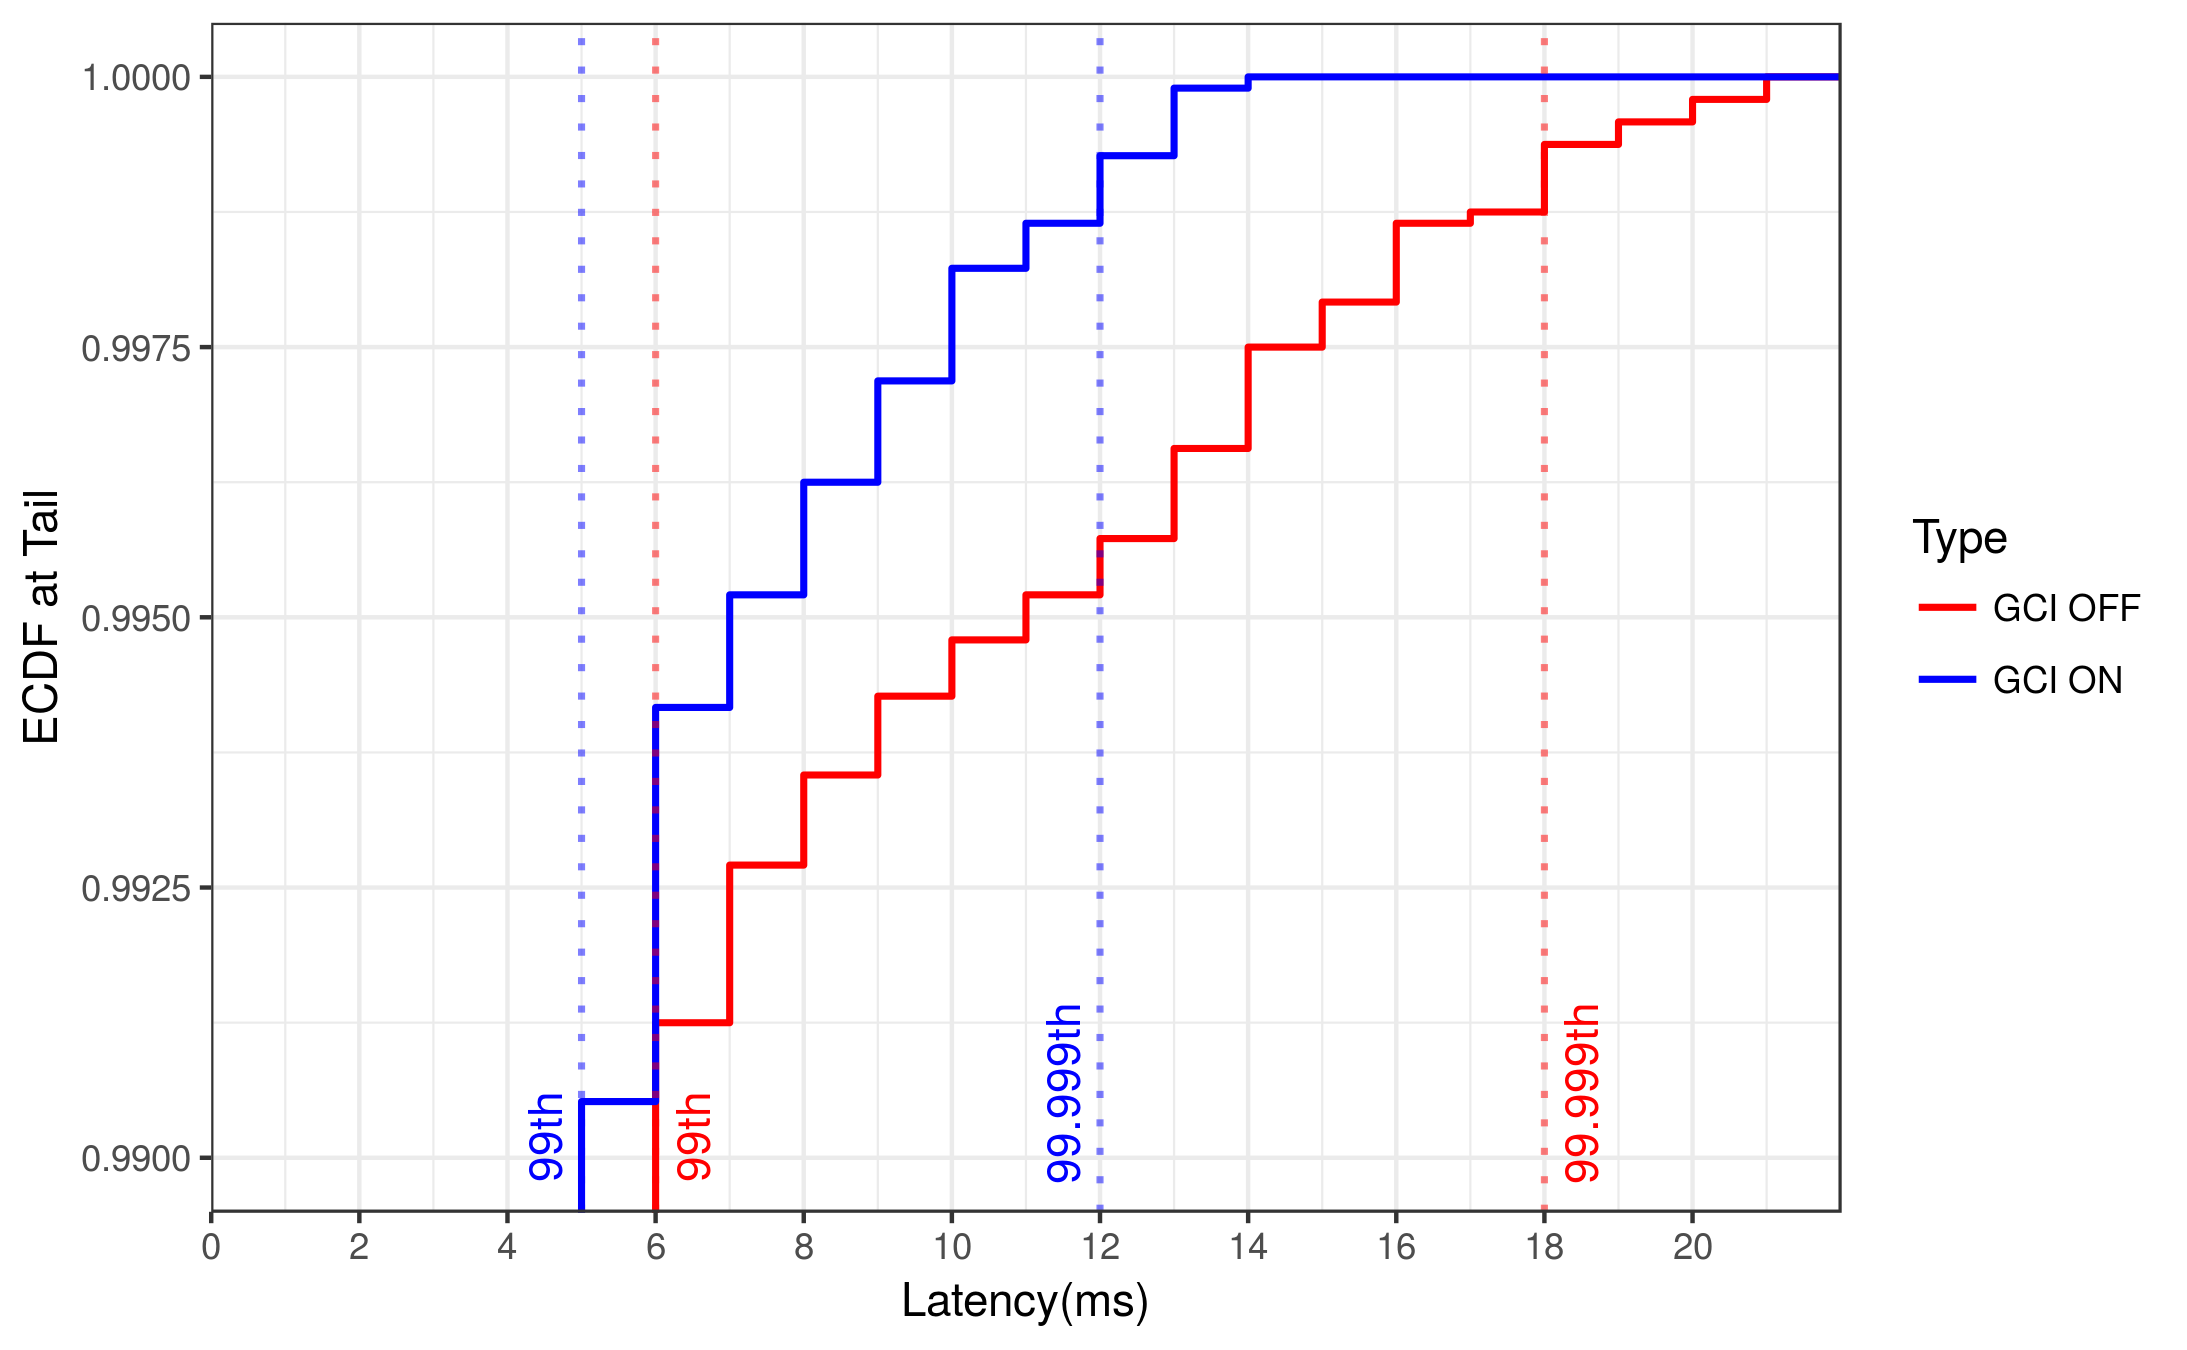 1.0000
0.9975
0.9950
0.9925
0.9900
ECDF at Tail
99th
99th
99.999th
99.999th
0 2 4 6 8 10 12 14 16 18 20
Latency(ms)
Type
GCI OFF
GCI ON